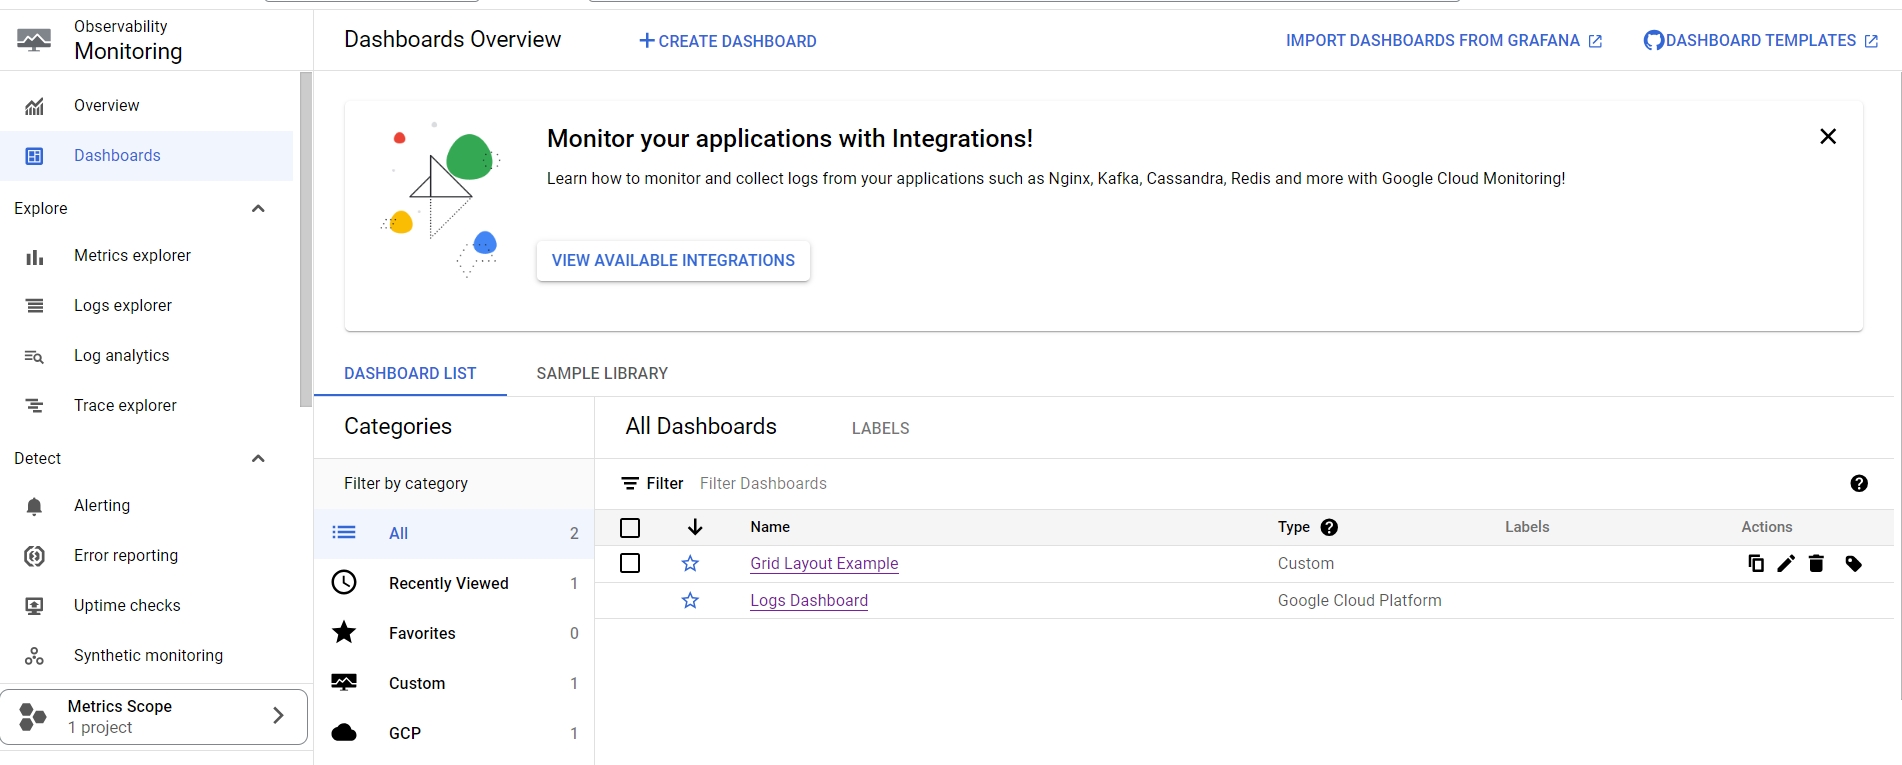 Observability
Monitoring
Dashboards Overview
CREATE DASHBOARD
IMPORT DASHBOARDS FROM GRAFANA
DASHBOARD TEMPLATES
Overview
Dashboards
Explore
Metrics explorer
Logs explorer
Log analytics
Trace explorer
Detect
Alerting
Error reporting
Uptime checks
Synthetic monitoring
Metrics Scope
1 project
Monitor your applications with Integrations!
Learn how to monitor and collect logs from your applications such as Nginx, Kafka, Cassandra, Redis and more with Google Cloud Monitoring!
VIEW AVAILABLE INTEGRATIONS
DASHBOARD LIST
SAMPLE LIBRARY
Categories
Filter by category
All 2
Recently Viewed 1
Favorites 0
Custom 1
GCP 1
All Dashboards
LABELS
Filter Filter Dashboards
Name Type Labels Actions
Grid Layout Example Custom
Logs Dashboard Google Cloud Platform